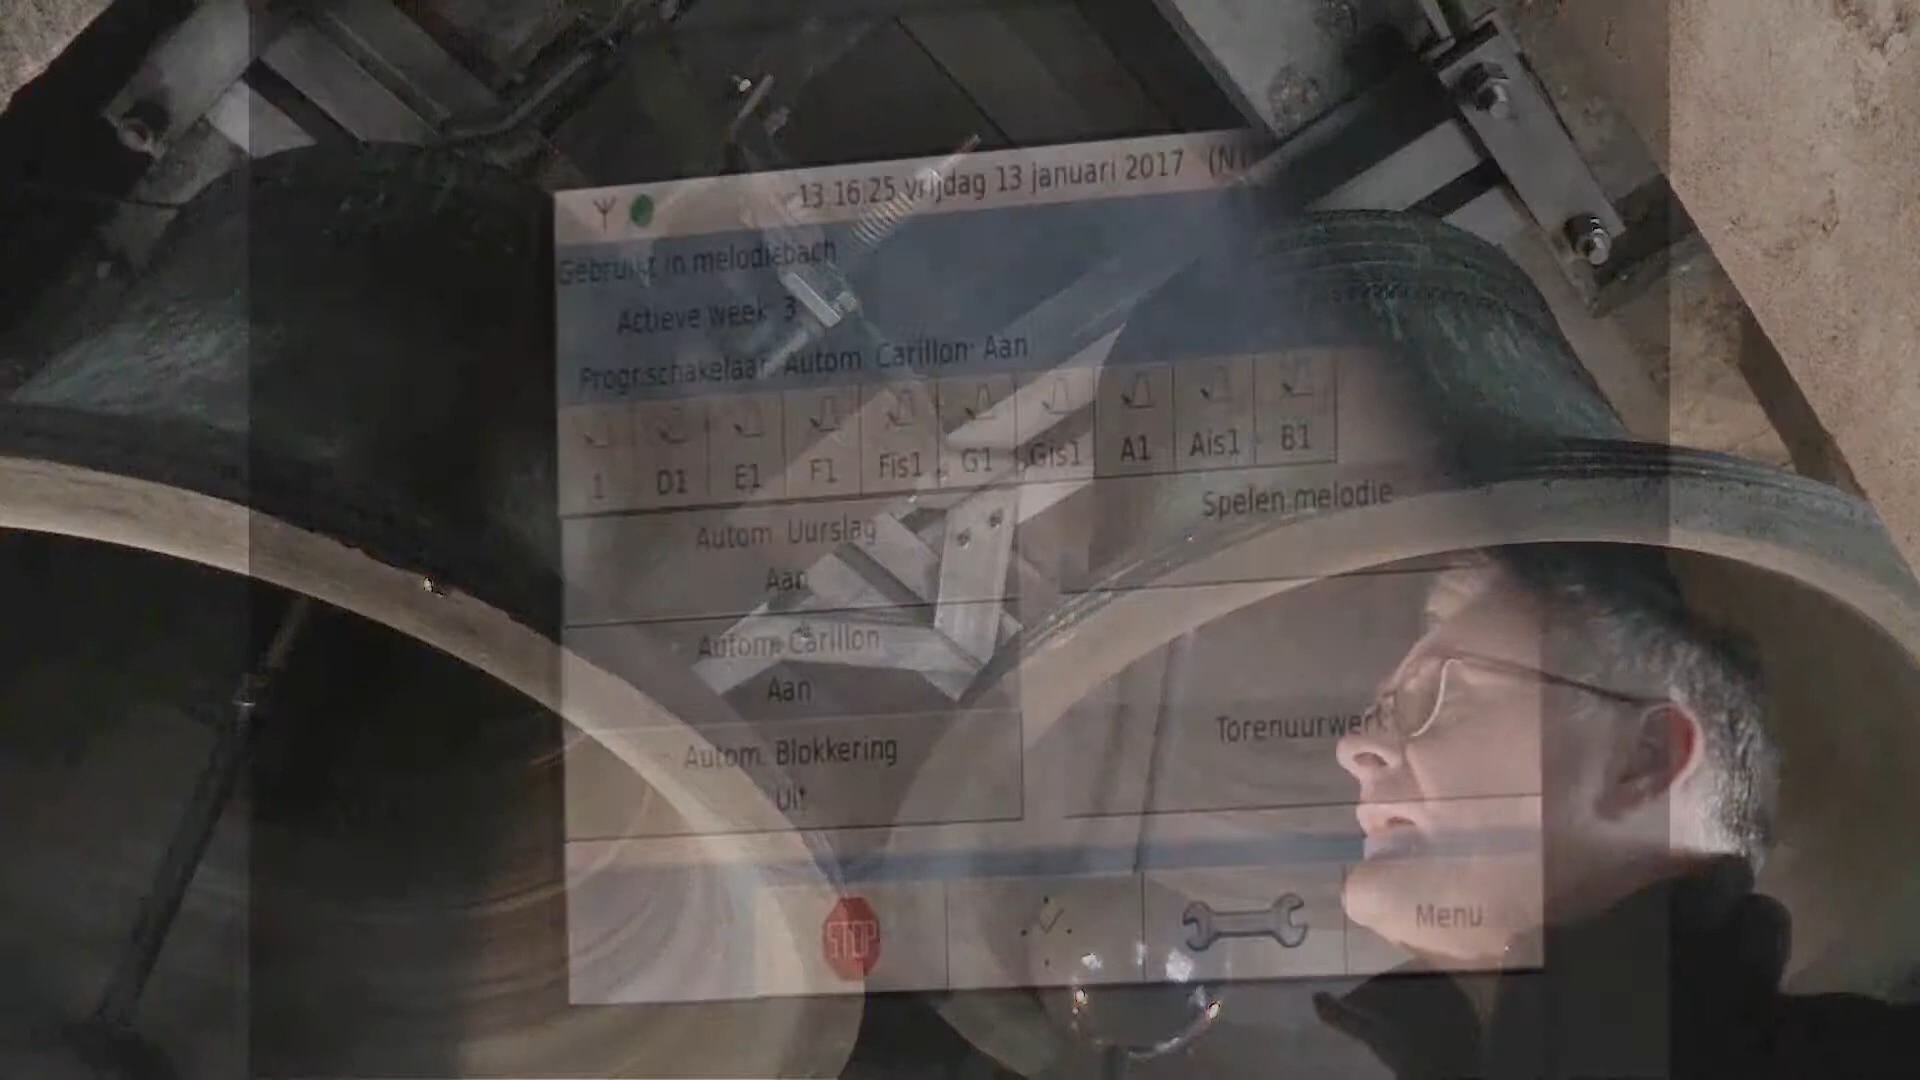 13:16:25 vrijdag 13 januari 2017 (N
Gebruikt in melodiebach
Actieve week: 3
Progr.schakelaar Autom. Carillon: Aan
1 D1 E1 F1 Fis1 G1 Gis1 A1 Ais1 B1
Autom. Uurslag
Aan
Spelen melodie
Autom. Carillon
Aan
Torenuurwerk
Autom. Blokkering
Uit
STOP
Menu